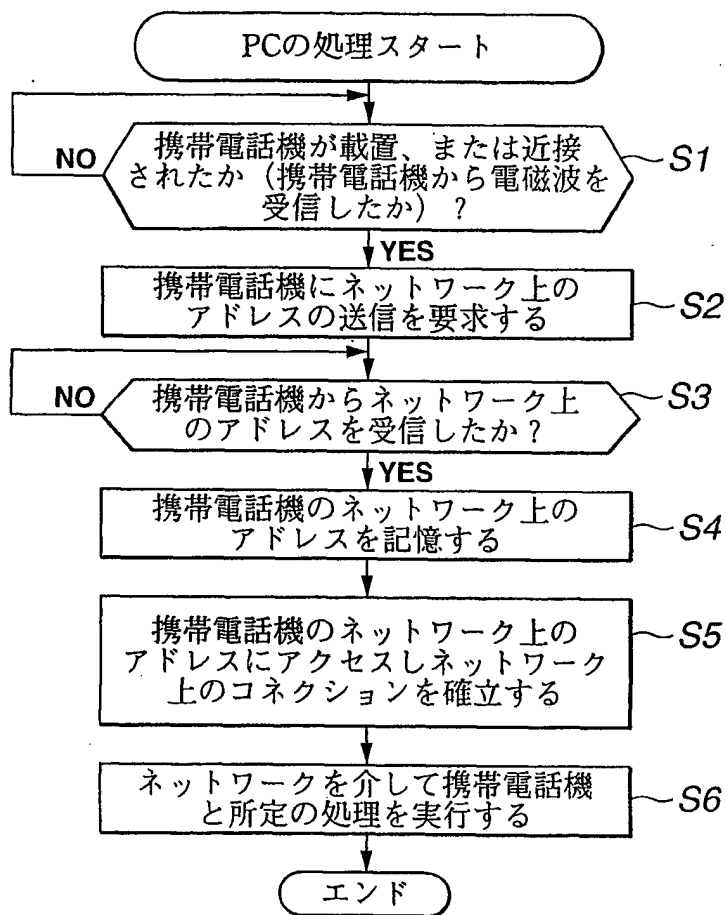 PCの処理スタート
携帯電話機が載置、または近接
されたか（携帯電話機から電磁波を
受信したか）？
NO
S1
YES
携帯電話機にネットワーク上の
アドレスの送信を要求する
S2
携帯電話機からネットワーク上
のアドレスを受信したか？
NO
S3
YES
携帯電話機のネットワーク上の
アドレスを記憶する
S4
携帯電話機のネットワーク上の
アドレスにアクセスしネットワーク
上のコネクションを確立する
S5
ネットワークを介して携帯電話機
と所定の処理を実行する
S6
エンド